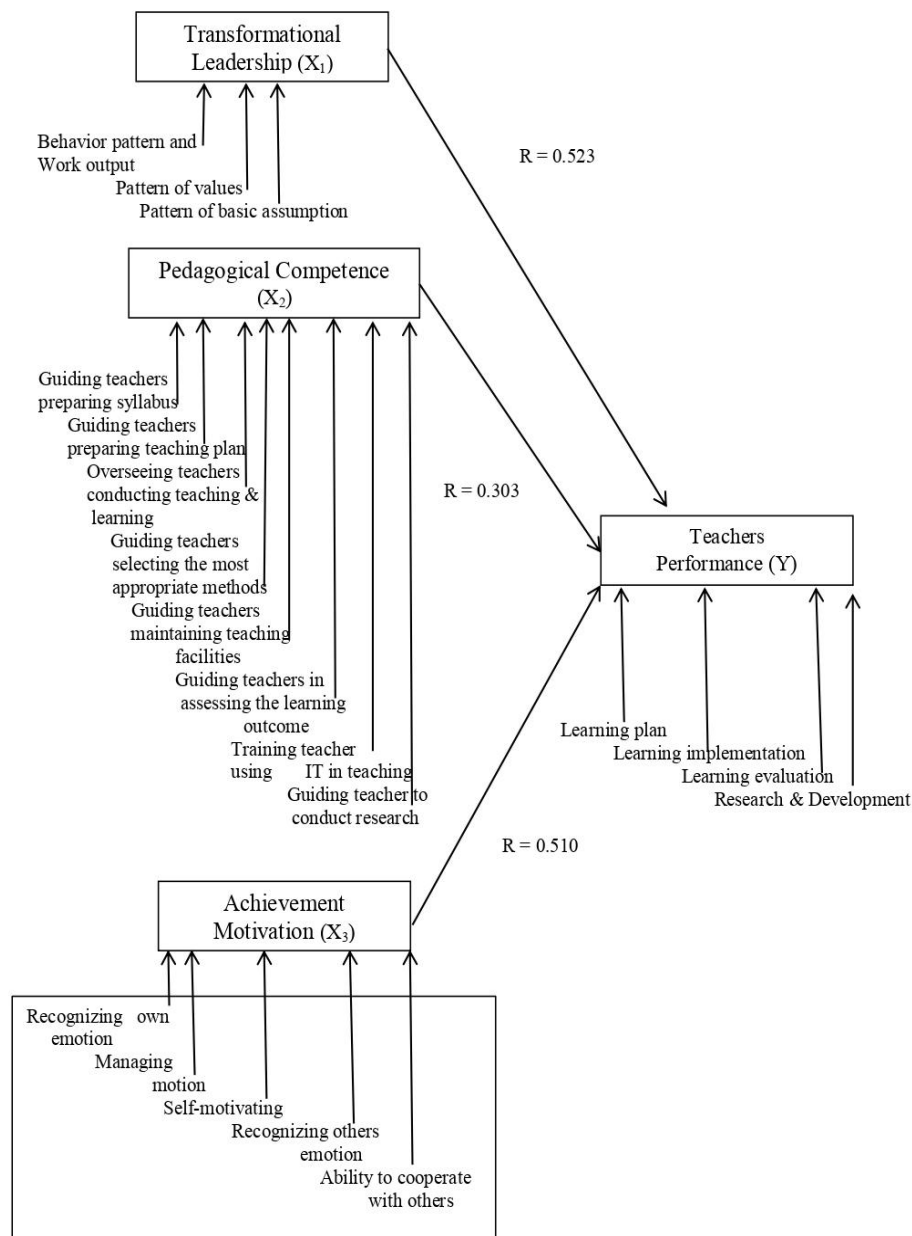 Transformational
Leadership (X₁)
Behavior pattern and
Work output
Pattern of values
Pattern of basic assumption
R = 0.523
Pedagogical Competence
(X₂)
Guiding teachers
preparing syllabus
Guiding teachers
preparing teaching plan
Overseeing teachers
conducting teaching &
learning
Guiding teachers
selecting the most
appropriate methods
Guiding teachers
maintaining teaching
facilities
Guiding teachers in
assessing the learning
outcome
Training teacher
using IT in teaching
Guiding teacher to
conduct research
R = 0.303
Teachers
Performance (Y)
Learning plan
Learning implementation
Learning evaluation
Research & Development
R = 0.510
Achievement
Motivation (X₃)
Recognizing own
emotion
Managing
motion
Self-motivating
Recognizing others
emotion
Ability to cooperate
with others